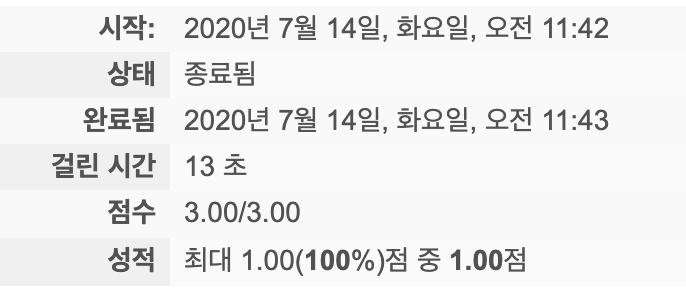 시작: 2020년 7월 14일, 화요일, 오전 11:42
상태 종료됨
완료됨 2020년 7월 14일, 화요일, 오전 11:43
걸린 시간 13 초
점수 3.00/3.00
성적 최대 1.00(100%)점 중 1.00점